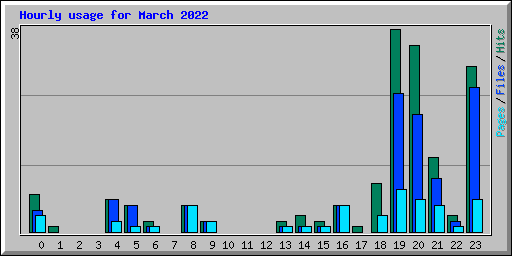 Hourly usage for March 2022
38
Pages / Files / Hits
0 1 2 3 4 5 6 7 8 9 10 11 12 13 14 15 16 17 18 19 20 21 22 23